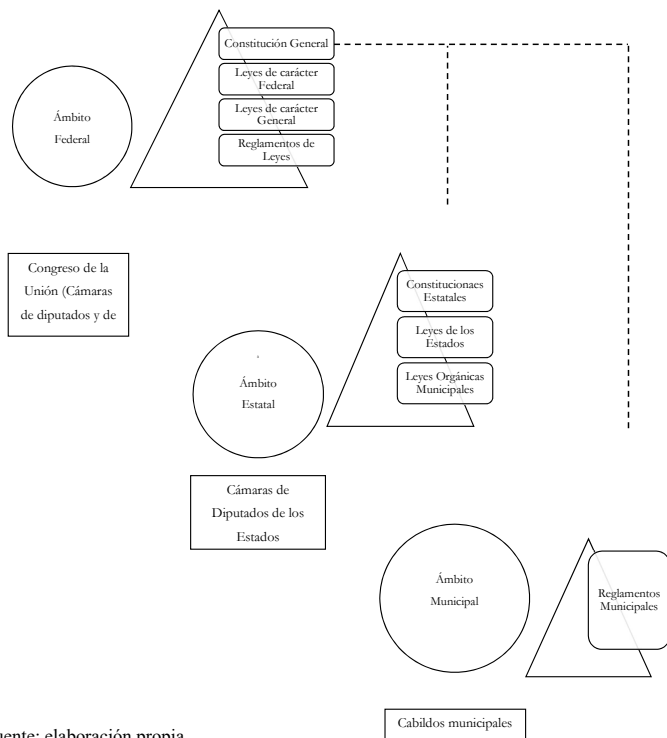 Constitución General
Leyes de carácter
Federal
Leyes de carácter
General
Reglamentos de
Leyes
Ámbito
Federal
Congreso de la
Unión (Cámaras
de diputados y de
Constitucionaes
Estatales
Leyes de los
Estados
Leyes Orgánicas
Municipales
Ámbito
Estatal
Cámaras de
Diputados de los
Estados
Ámbito
Municipal
Reglamentos
Municipales
Cabildos municipales
uente: elaboración propia